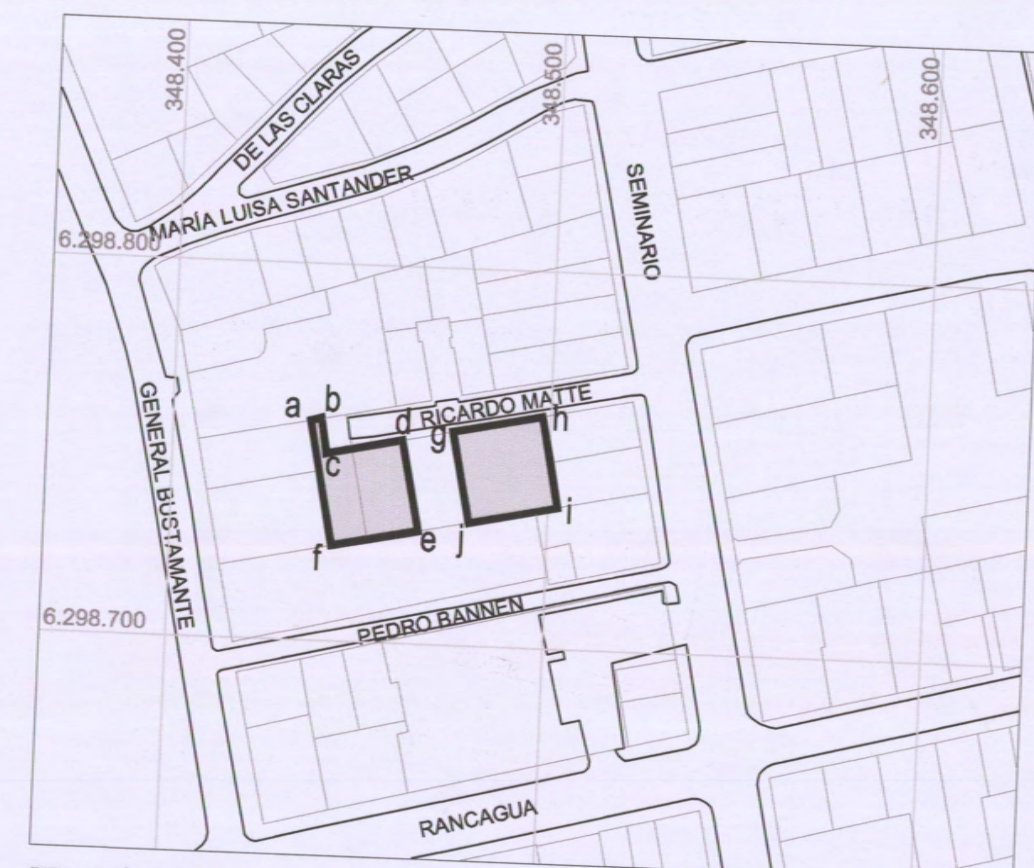 348.400
348.500
348.600
DE LAS CLARAS
MARÍA LUISA SANTANDER
SEMINARIO
6.298.800
GENERAL BUSTAMANTE
RICARDO MATTE
a
b
c
d
g
h
f
e
j
i
6.298.700
PEDRO BANNEN
RANCAGUA